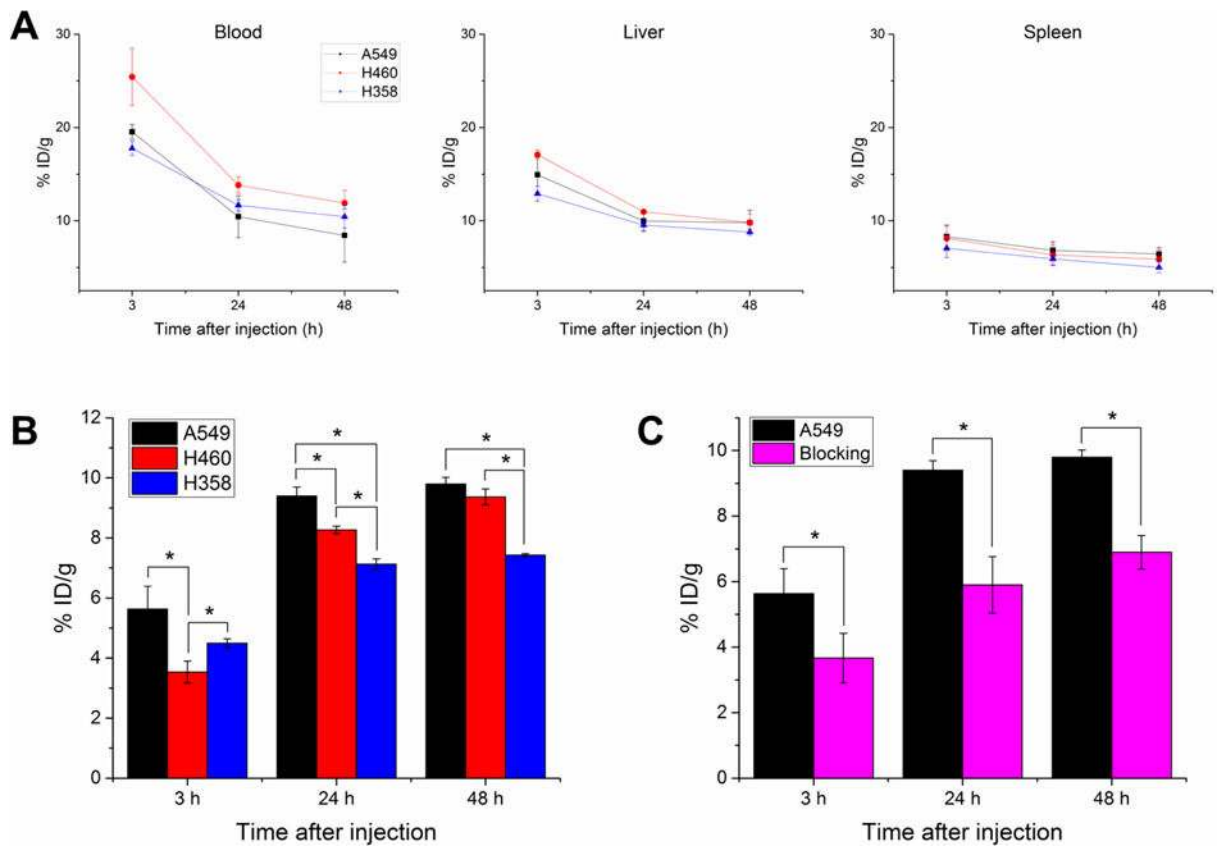 A
Blood
Liver
Spleen
A549
H460
H358
30
20
10
% ID/g
3
24
48
Time after injection (h)
30
20
10
% ID/g
3
24
48
Time after injection (h)
30
20
10
% ID/g
3
24
48
Time after injection (h)
B
A549
H460
H358
12
10
8
6
4
2
0
% ID/g
*
*
*
*
*
*
*
3 h
24 h
48 h
Time after injection
C
A549
Blocking
10
8
6
4
2
0
% ID/g
*
*
*
3 h
24 h
48 h
Time after injection